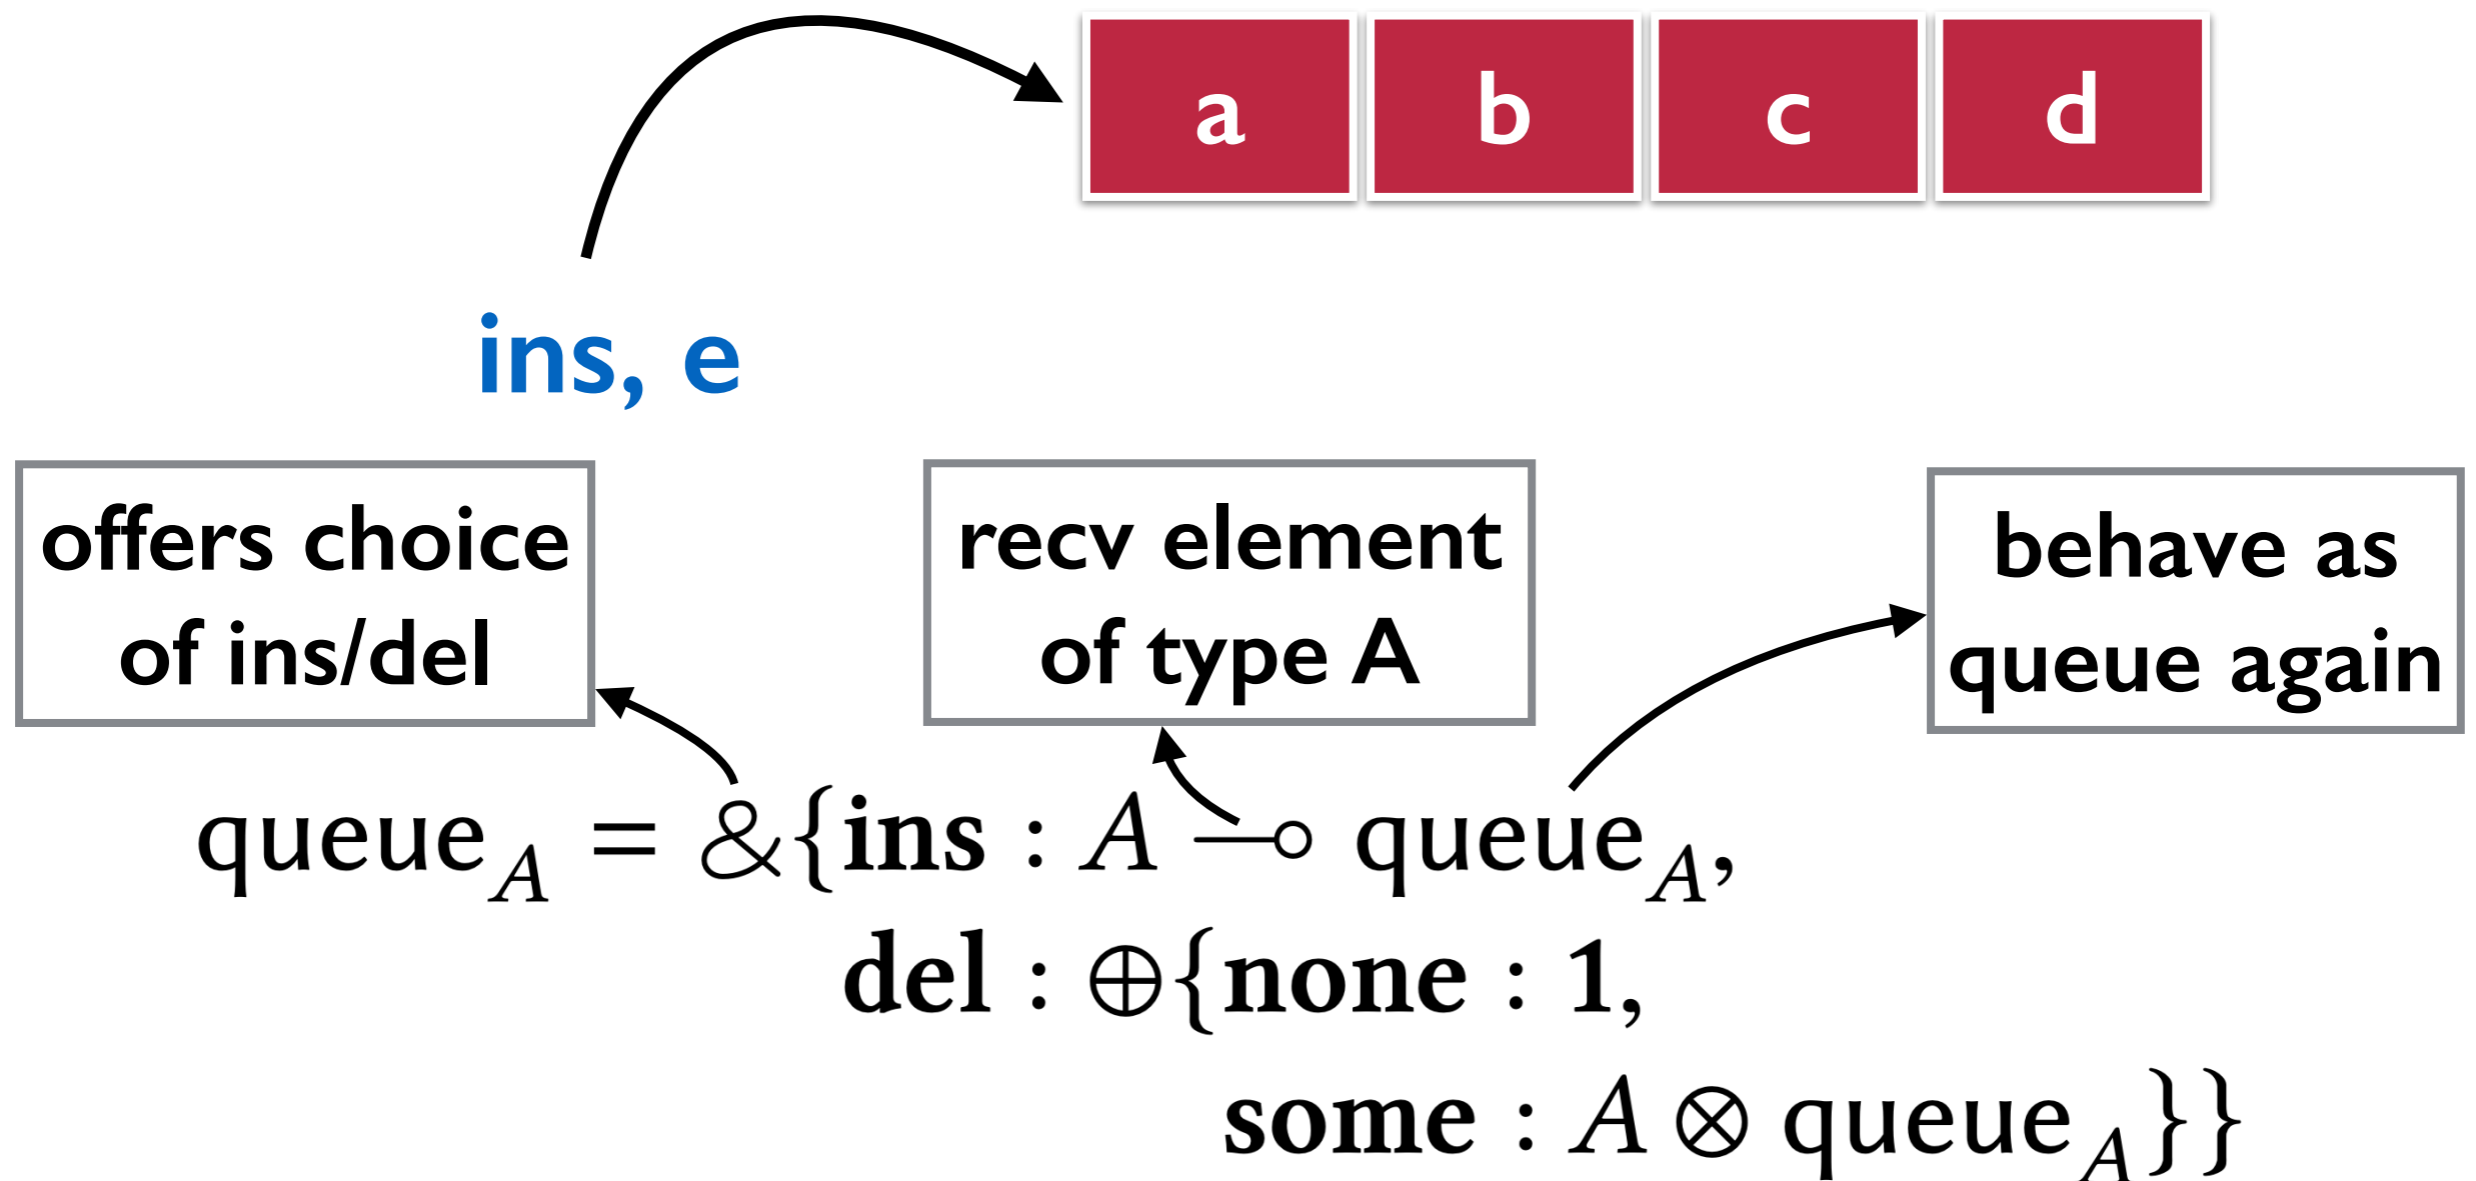 a b c d
ins, e
offers choice
of ins/del
recv element
of type A
behave as
queue again
queue_A = &{ins : A ⊸ queue_A,
del : ⊕{none : 1,
some : A ⊗ queue_A}}